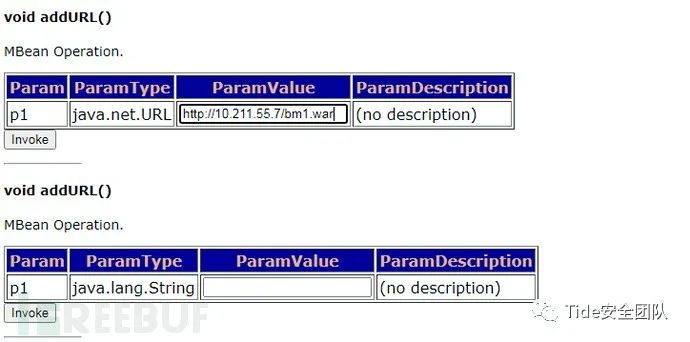 void addURL()
MBean Operation.
Param ParamType ParamValue ParamDescription
p1 java.net.URL http://10.211.55.7/bm1.war (no description)
Invoke
void addURL()
MBean Operation.
Param ParamType ParamValue ParamDescription
p1 java.lang.String (no description)
Invoke
REEBUF
Tide安全团队